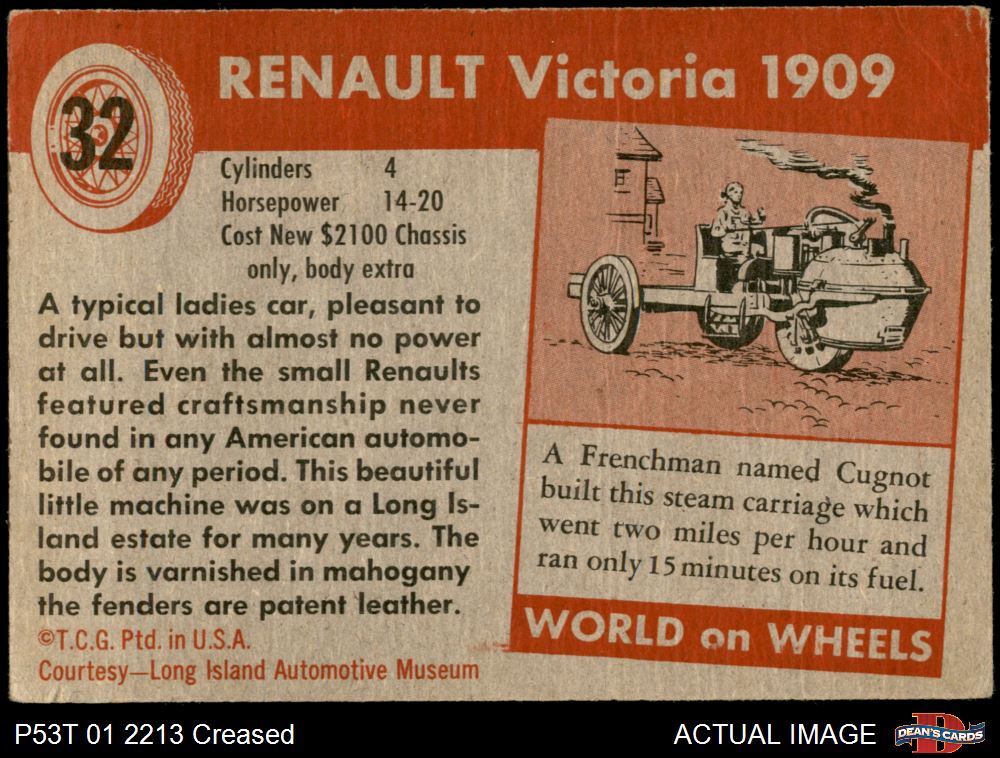 32
RENAULT Victoria 1909
Cylinders 4
Horsepower 14-20
Cost New $2100 Chassis
only, body extra
A typical ladies car, pleasant to
drive but with almost no power
at all. Even the small Renaults
featured craftsmanship never
found in any American automo-
bile of any period. This beautiful
little machine was on a Long Is-
land estate for many years. The
body is varnished in mahogany
the fenders are patent leather.
©T.C.G. Ptd. in U.S.A.
Courtesy—Long Island Automotive Museum
A Frenchman named Cugnot
built this steam carriage which
went two miles per hour and
ran only 15 minutes on its fuel.
WORLD on WHEELS
P53T 01 2213 Creased
ACTUAL IMAGE
D
DEAN'S CARDS